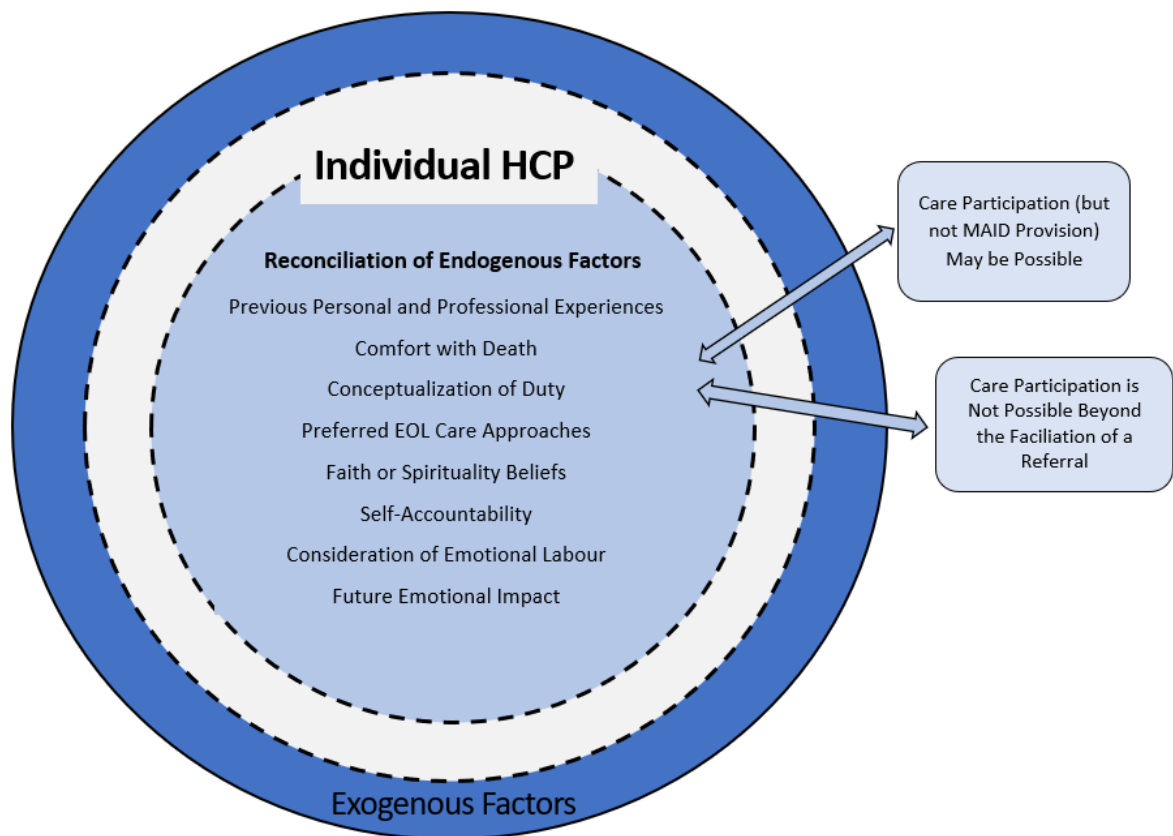 Individual HCP
Reconciliation of Endogenous Factors
Previous Personal and Professional Experiences
Comfort with Death
Conceptualization of Duty
Preferred EOL Care Approaches
Faith or Spirituality Beliefs
Self-Accountability
Consideration of Emotional Labour
Future Emotional Impact
Exogenous Factors
Care Participation (but
not MAID Provision)
May be Possible
Care Participation is
Not Possible Beyond
the Faciliation of a
Referral